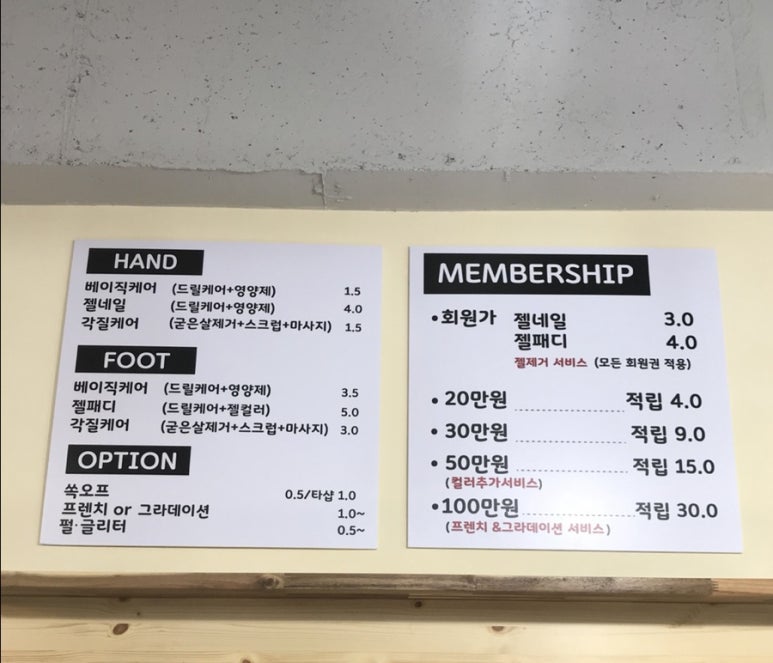 HAND
베이직케어 (드릴케어+영양제) 1.5
젤네일 (드릴케어+영양제) 4.0
각질케어 (굳은살제거+스크럽+마사지) 1.5
FOOT
베이직케어 (드릴케어+영양제) 3.5
젤패디 (드릴케어+젤컬러) 5.0
각질케어 (굳은살제거+스크럽+마사지) 3.0
OPTION
쏙오프 0.5/타샵 1.0
프렌치 or 그라데이션 1.0~
펄·글리터 0.5~
MEMBERSHIP
• 회원가 젤네일 3.0
젤패디 4.0
젤제거 서비스 (모든 회원권 적용)
• 20만원 적립 4.0
• 30만원 적립 9.0
• 50만원 적립 15.0
(컬러추가서비스)
• 100만원 적립 30.0
(프렌치 &그라데이션 서비스)